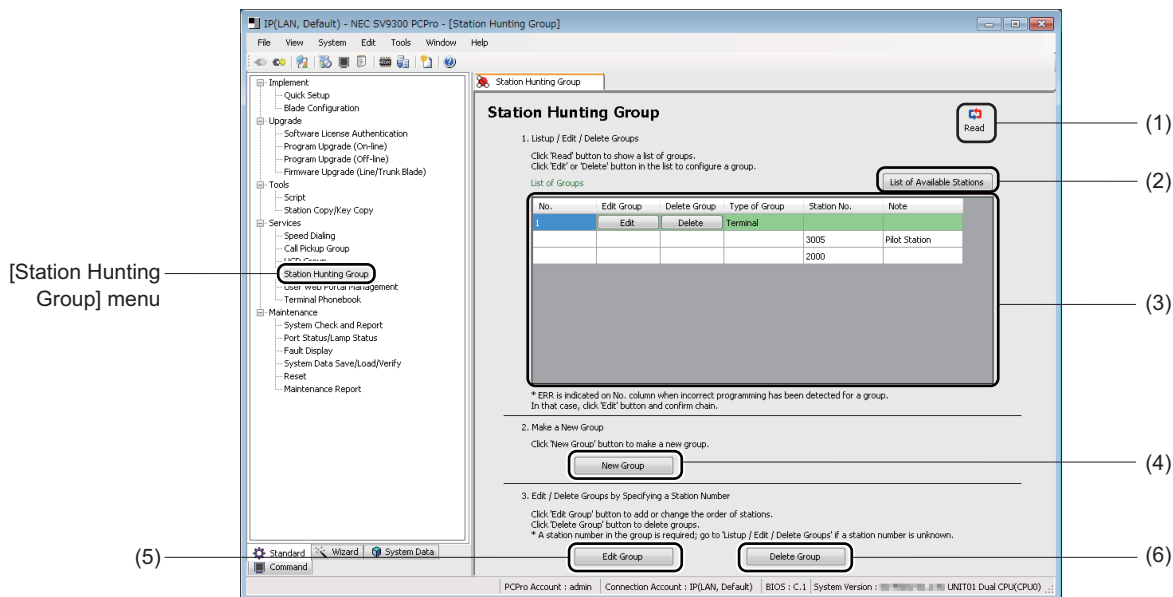 IP(LAN, Default) - NEC SV9300 PCPro - [Station Hunting Group]
File View System Edit Tools Window Help
Implement
Quick Setup
Blade Configuration
Upgrade
Software License Authentication
Program Upgrade (On-line)
Program Upgrade (Off-line)
Firmware Upgrade (Line/Trunk Blade)
Tools
Script
Station Copy/Key Copy
Services
Speed Dialing
Call Pickup Group
UCD Group
Station Hunting Group
User Web Portal Management
Terminal Phonebook
Maintenance
System Check and Report
Port Status/Lamp Status
Fault Display
System Data Save/Load/Verify
Reset
Maintenance Report
Standard Wizard System Data
Command
[Station Hunting
Group] menu
Station Hunting Group
Station Hunting Group
Read
(1)
1. Listup / Edit / Delete Groups
Click 'Read' button to show a list of groups.
Click 'Edit' or 'Delete' button in the list to configure a group.
List of Groups
List of Available Stations
(2)
No. Edit Group Delete Group Type of Group Station No. Note
1 Edit Delete Terminal
3005 Pilot Station
2000
(3)
* ERR is indicated on No. column when incorrect programming has been detected for a group.
In that case, click 'Edit' button and confirm chain.
2. Make a New Group
Click 'New Group' button to make a new group.
New Group
(4)
3. Edit / Delete Groups by Specifying a Station Number
Click 'Edit Group' button to add or change the order of stations.
Click 'Delete Group' button to delete groups.
* A station number in the group is required; go to 'Listup / Edit / Delete Groups' if a station number is unknown.
(5)
Edit Group
Delete Group
(6)
PCPro Account : admin Connection Account : IP(LAN, Default) BIOS : C.1 System Version : UNIT01 Dual CPU(CPU0)